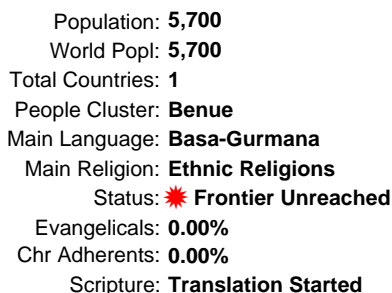 Population: 5,700
World Popl: 5,700
Total Countries: 1
People Cluster: Benue
Main Language: Basa-Gurmana
Main Religion: Ethnic Religions
Status: Frontier Unreached
Evangelicals: 0.00%
Chr Adherents: 0.00%
Scripture: Translation Started